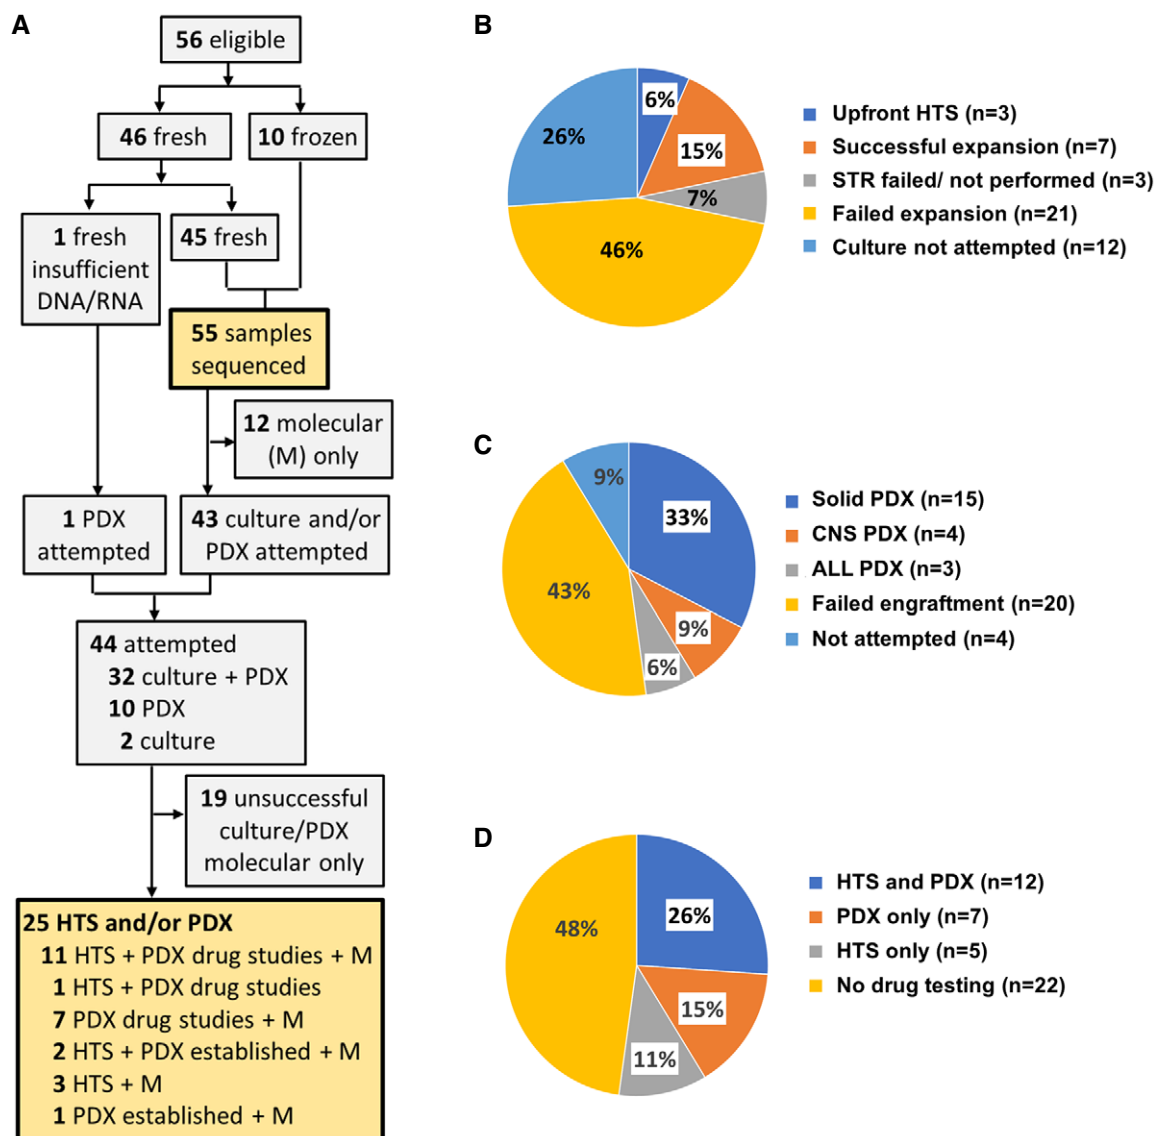 A
56 eligible
46 fresh
10 frozen
1 fresh
insufficient
DNA/RNA
45 fresh
55 samples
sequenced
12 molecular
(M) only
1 PDX
attempted
43 culture and/or
PDX attempted
44 attempted
32 culture + PDX
10 PDX
2 culture
19 unsuccessful
culture/PDX
molecular only
25 HTS and/or PDX
11 HTS + PDX drug studies + M
1 HTS + PDX drug studies
7 PDX drug studies + M
2 HTS + PDX established + M
3 HTS + M
1 PDX established + M
B
6%
15%
7%
46%
26%
Upfront HTS (n=3)
Successful expansion (n=7)
STR failed/ not performed (n=3)
Failed expansion (n=21)
Culture not attempted (n=12)
C
33%
9%
6%
43%
9%
Solid PDX (n=15)
CNS PDX (n=4)
ALL PDX (n=3)
Failed engraftment (n=20)
Not attempted (n=4)
D
26%
15%
11%
48%
HTS and PDX (n=12)
PDX only (n=7)
HTS only (n=5)
No drug testing (n=22)